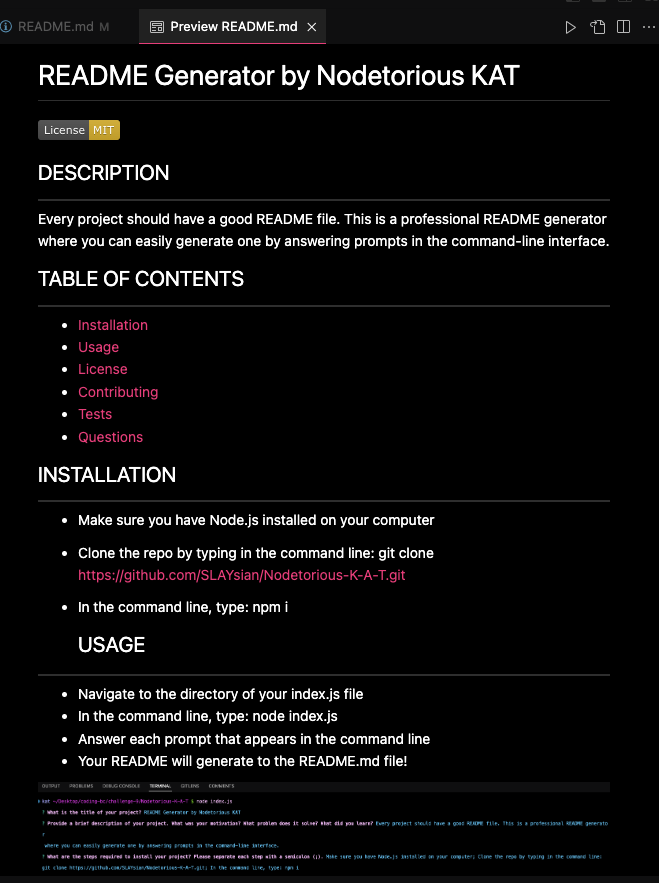 README.md M
Preview README.md
README Generator by Nodetorious KAT
License MIT
DESCRIPTION
Every project should have a good README file. This is a professional README generator
where you can easily generate one by answering prompts in the command-line interface.
TABLE OF CONTENTS
Installation
Usage
License
Contributing
Tests
Questions
INSTALLATION
Make sure you have Node.js installed on your computer
Clone the repo by typing in the command line: git clone
https://github.com/SLAYsian/Nodetorious-K-A-T.git
In the command line, type: npm i
USAGE
Navigate to the directory of your index.js file
In the command line, type: node index.js
Answer each prompt that appears in the command line
Your README will generate to the README.md file!
OUTPUT PROBLEMS DEBUG CONSOLE TERMINAL GITLENS COMMENTS
kat ~/Desktop/coding-bc/challenge-9/Nodetorious-K-A-T $ node index.js
? What is the title of your project? README Generator by Nodetorious KAT
? Provide a brief description of your project. What was your motivation? What problem does it solve? What did you learn? Every project should have a good README file. This is a professional README generato
r
where you can easily generate one by answering prompts in the command-line interface.
? What are the steps required to install your project? Please separate each step with a semicolon (;). Make sure you have Node.js installed on your computer; Clone the repo by typing in the command line:
git clone https://github.com/SLAYsian/Nodetorious-K-A-T.git; In the command line, type: npm i